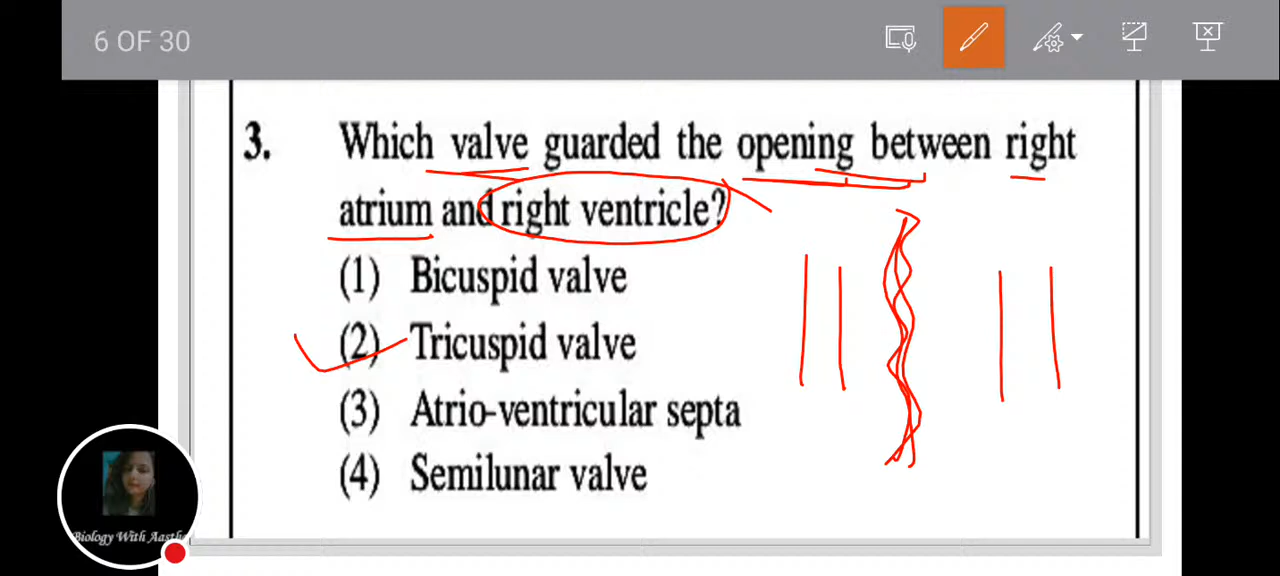 6 OF 30
3. Which valve guarded the opening between right
atrium and right ventricle?
(1) Bicuspid valve
(2) Tricuspid valve
(3) Atrio-ventricular septa
(4) Semilunar valve
Biology With Aastha